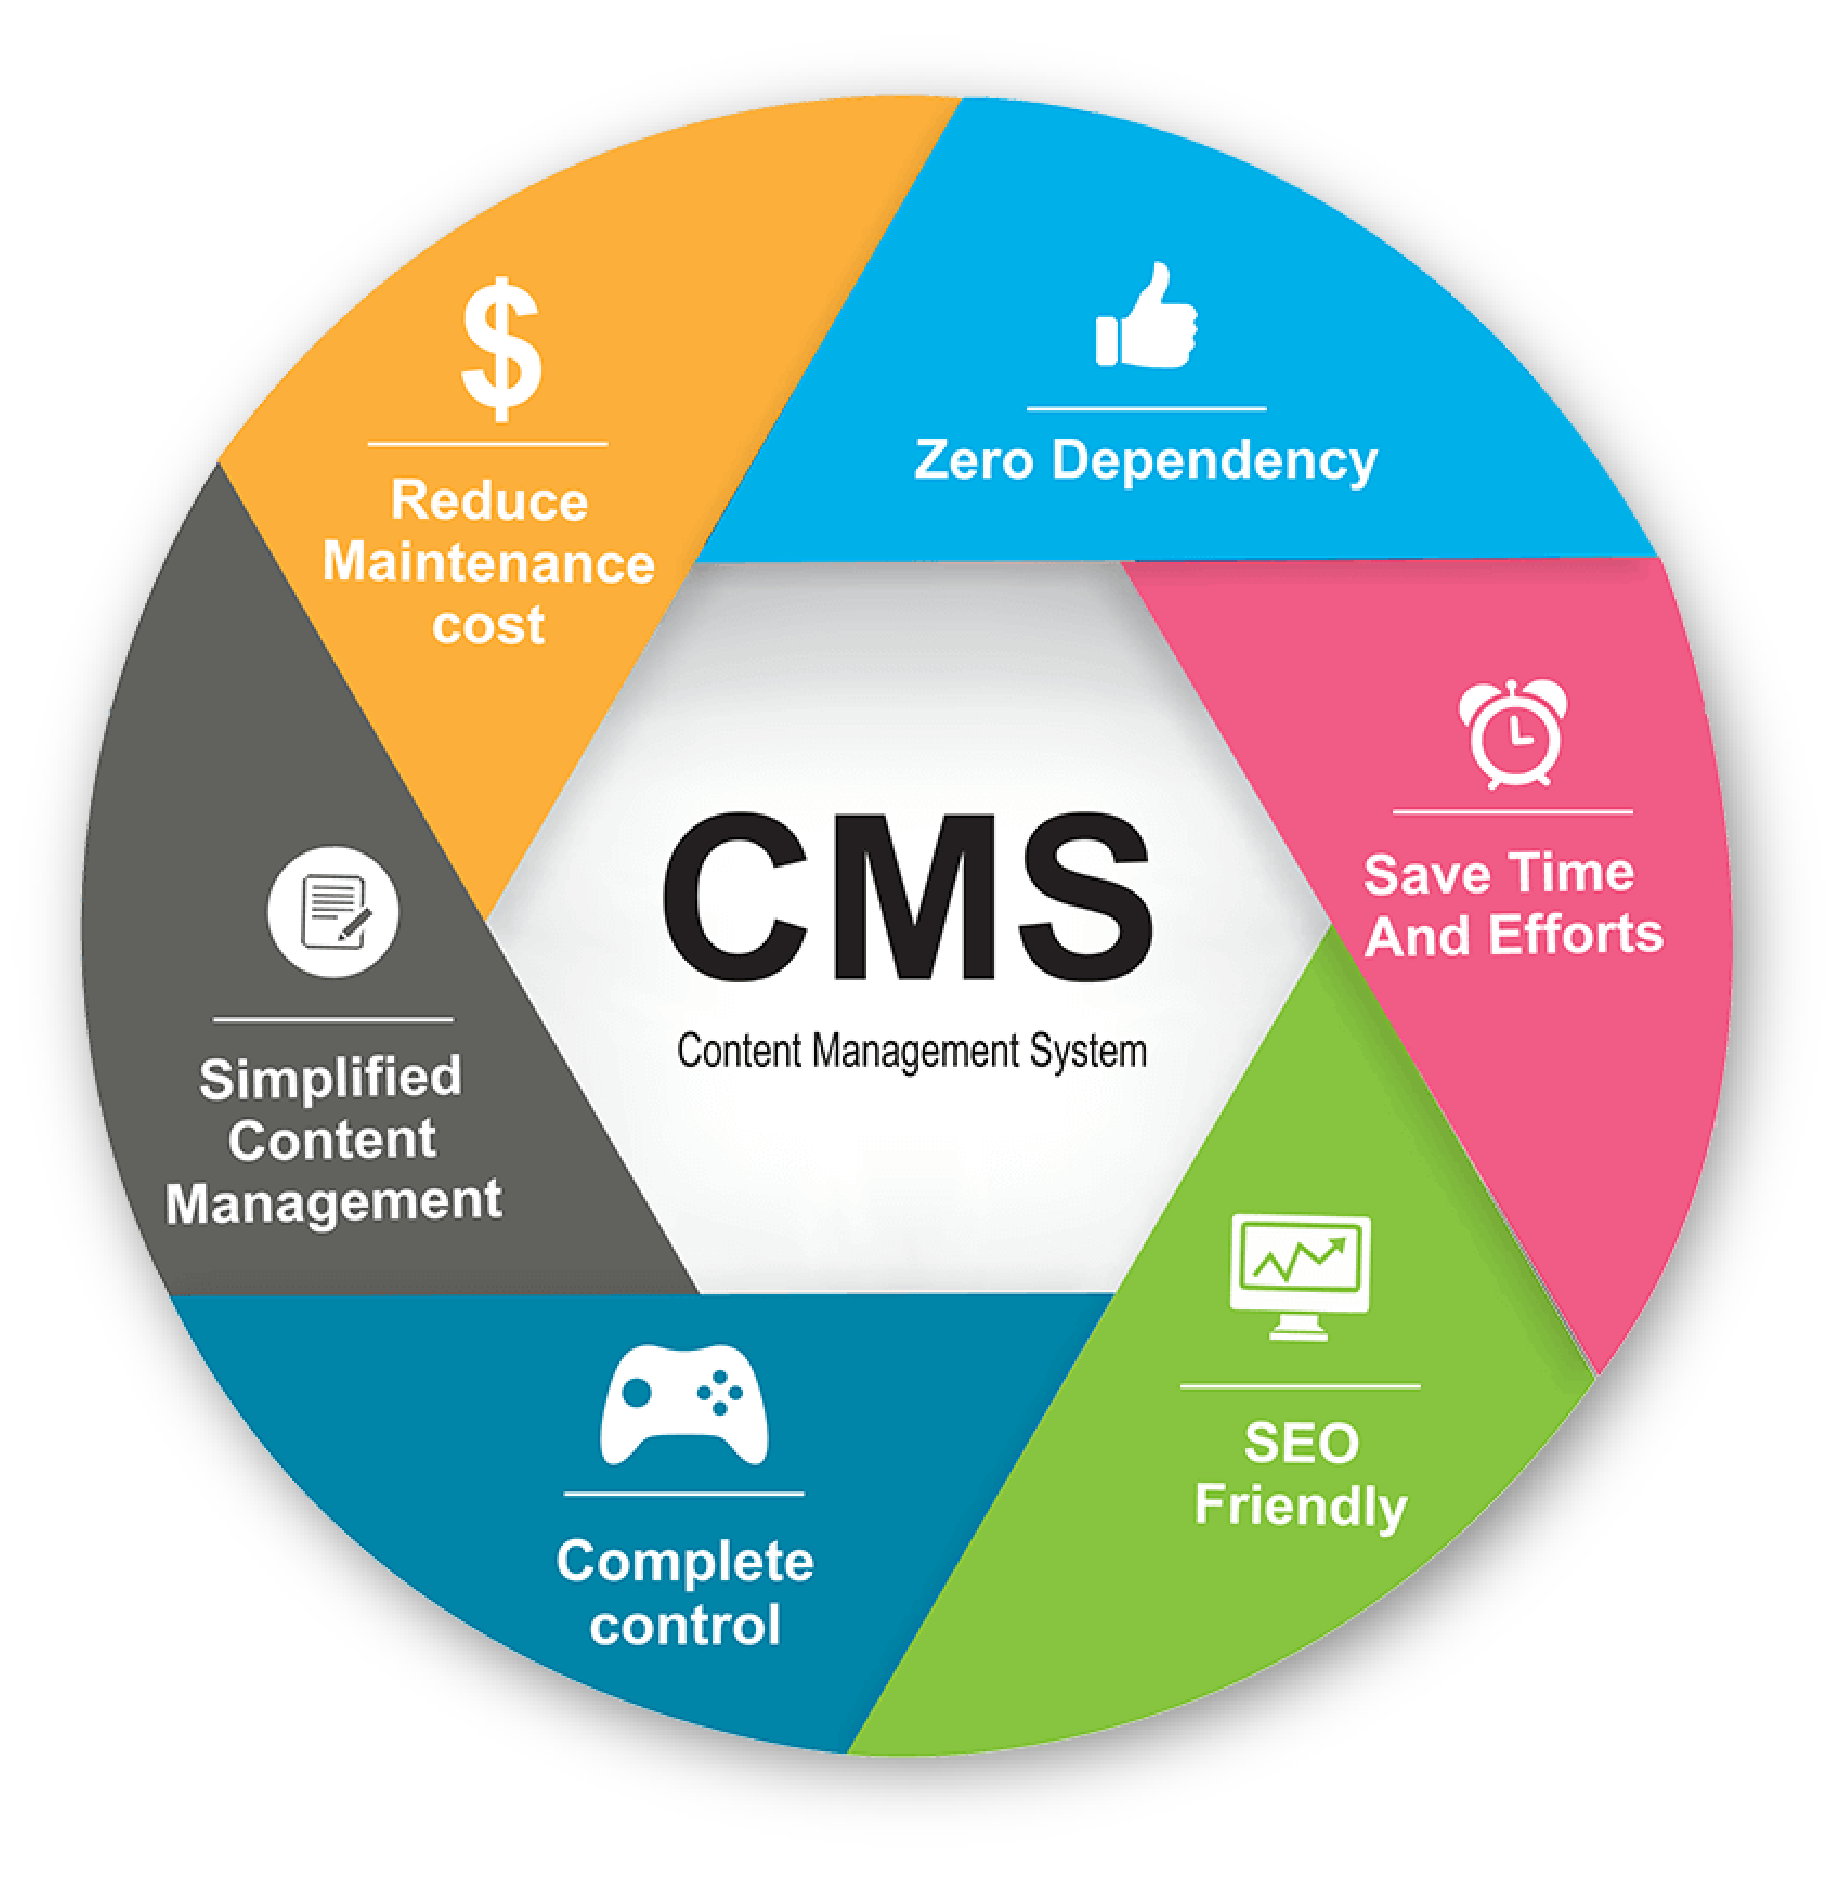 $
Reduce
Maintenance
cost
Zero Dependency
Save Time
And Efforts
CMS
Content Management System
Simplified
Content
Management
SEO
Friendly
Complete
control